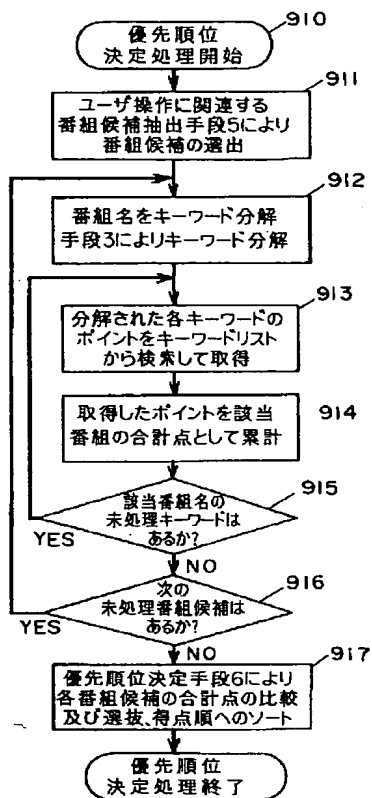 優先順位
決定処理開始
910
911
ユーザ操作に関連する
番組候補抽出手段5により
番組候補の選出
912
番組名をキーワード分解
手段3によりキーワード分解
913
分解された各キーワードの
ポイントをキーワードリスト
から検索して取得
914
取得したポイントを該当
番組の合計点として累計
915
該当番組名の
未処理キーワードは
あるか?
YES
NO
916
次の
未処理番組候補は
あるか?
YES
NO
917
優先順位決定手段6により
各番組候補の合計点の比較
及び選抜、得点順へのソート
優先順位
決定処理終了